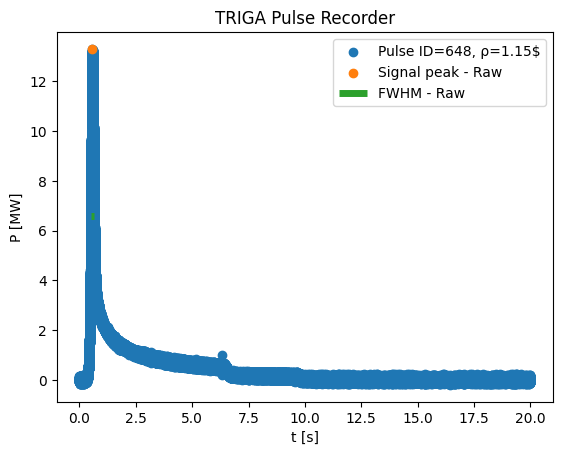 TRIGA Pulse Recorder
Pulse ID=648, ρ=1.15$
Signal peak - Raw
FWHM - Raw
P [MW]
12
10
8
6
4
2
0
0.0 2.5 5.0 7.5 10.0 12.5 15.0 17.5 20.0
t [s]